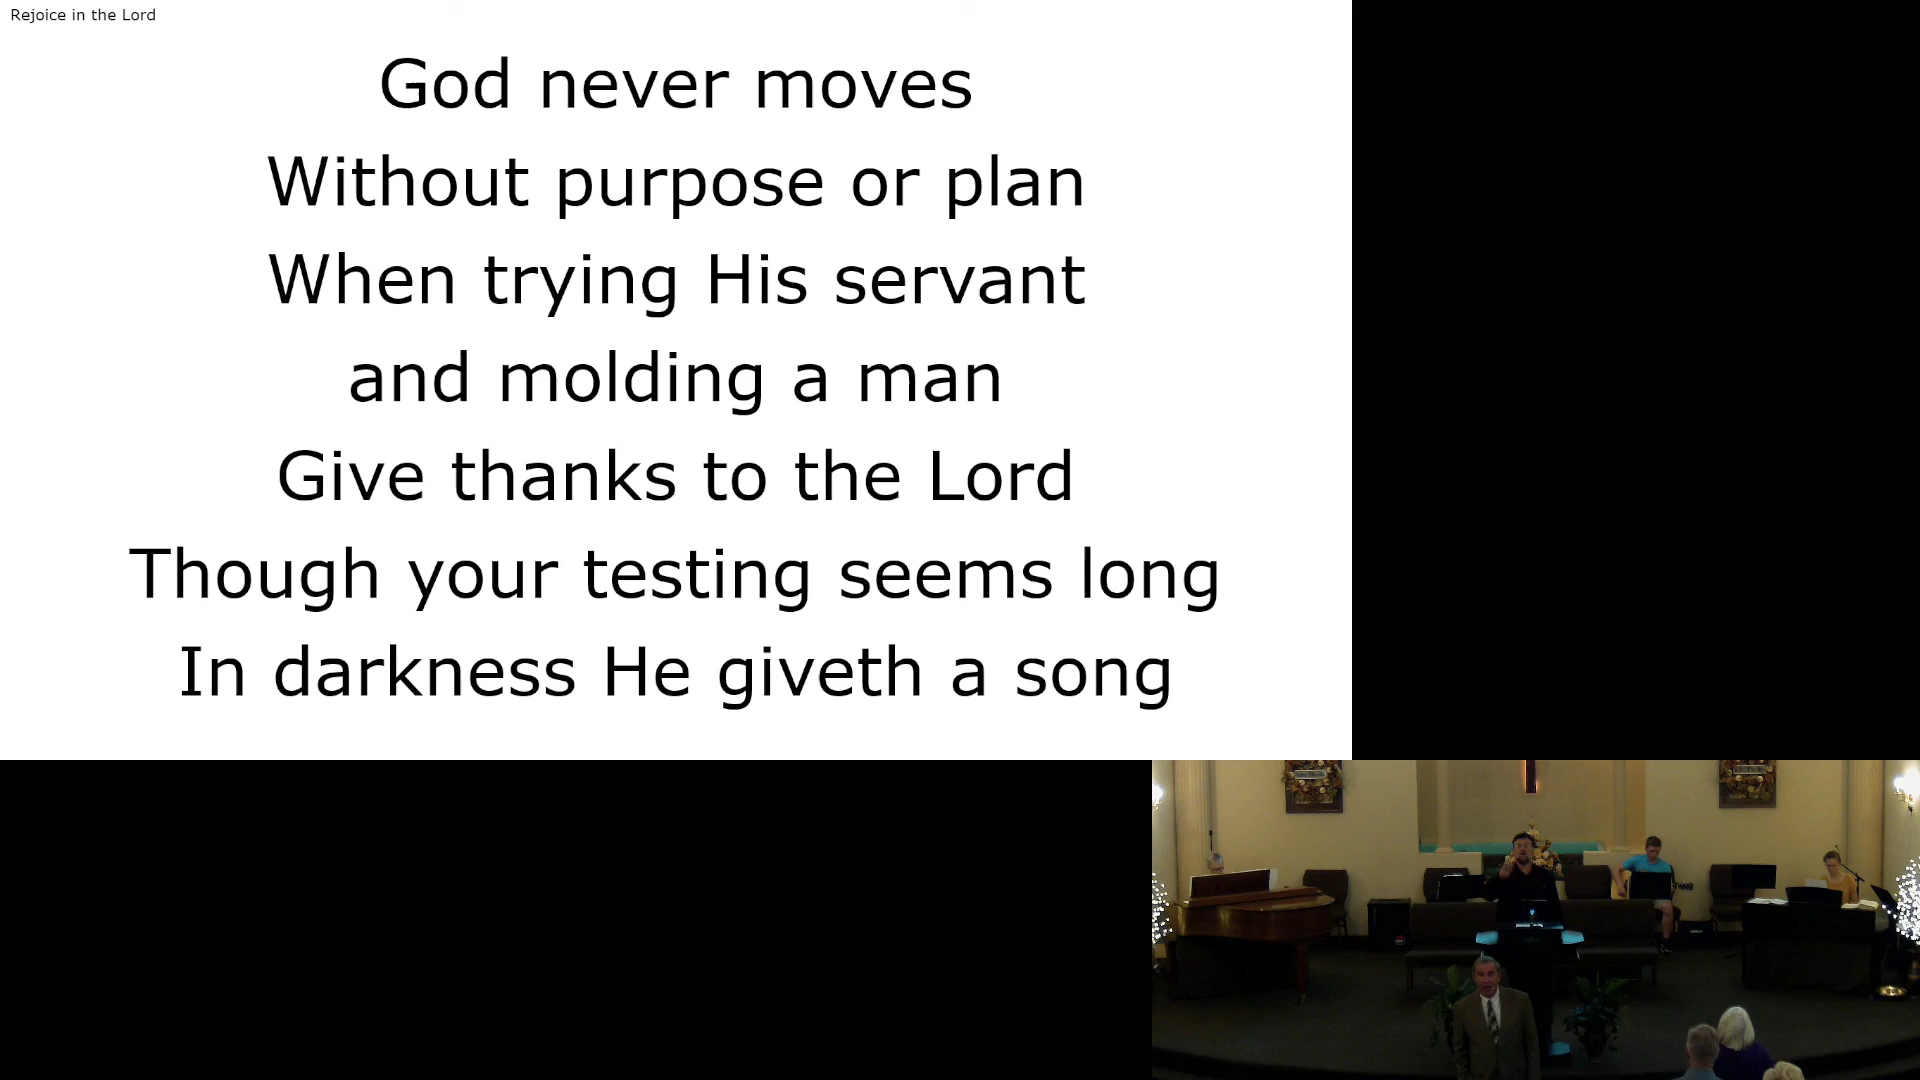 Rejoice in the Lord
God never moves
Without purpose or plan
When trying His servant
and molding a man
Give thanks to the Lord
Though your testing seems long
In darkness He giveth a song